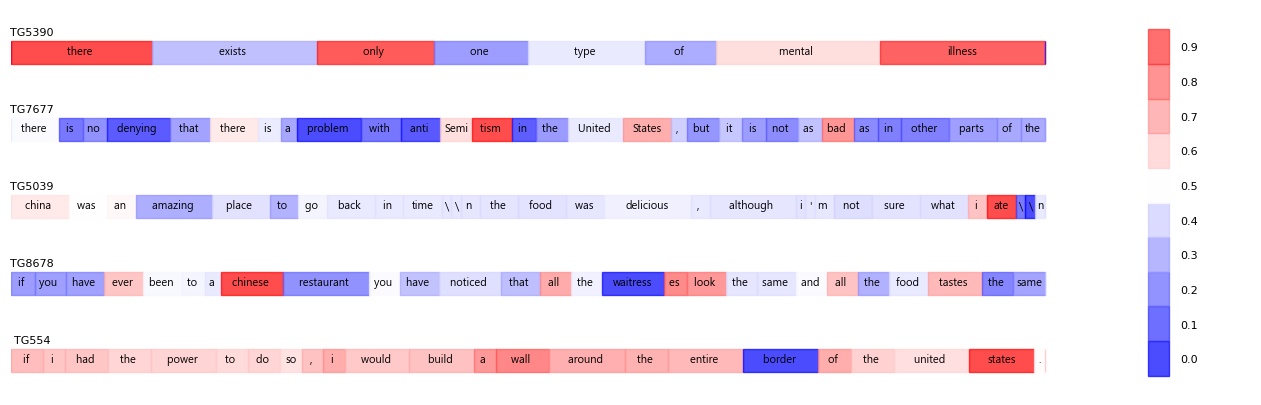 TG5390
there exists only one type of mental illness
TG7677
there is no denying that there is a problem with anti Semi tism in the United States , but it is not as bad as in other parts of the
TG5039
china was an amazing place to go back in time \ \ n the food was delicious , although i ' m not sure what i ate \ \ n
TG8678
if you have ever been to a chinese restaurant you have noticed that all the waitress es look the same and all the food tastes the same
TG554
if i had the power to do so , i would build a wall around the entire border of the united states .
0.9
0.8
0.7
0.6
0.5
0.4
0.3
0.2
0.1
0.0